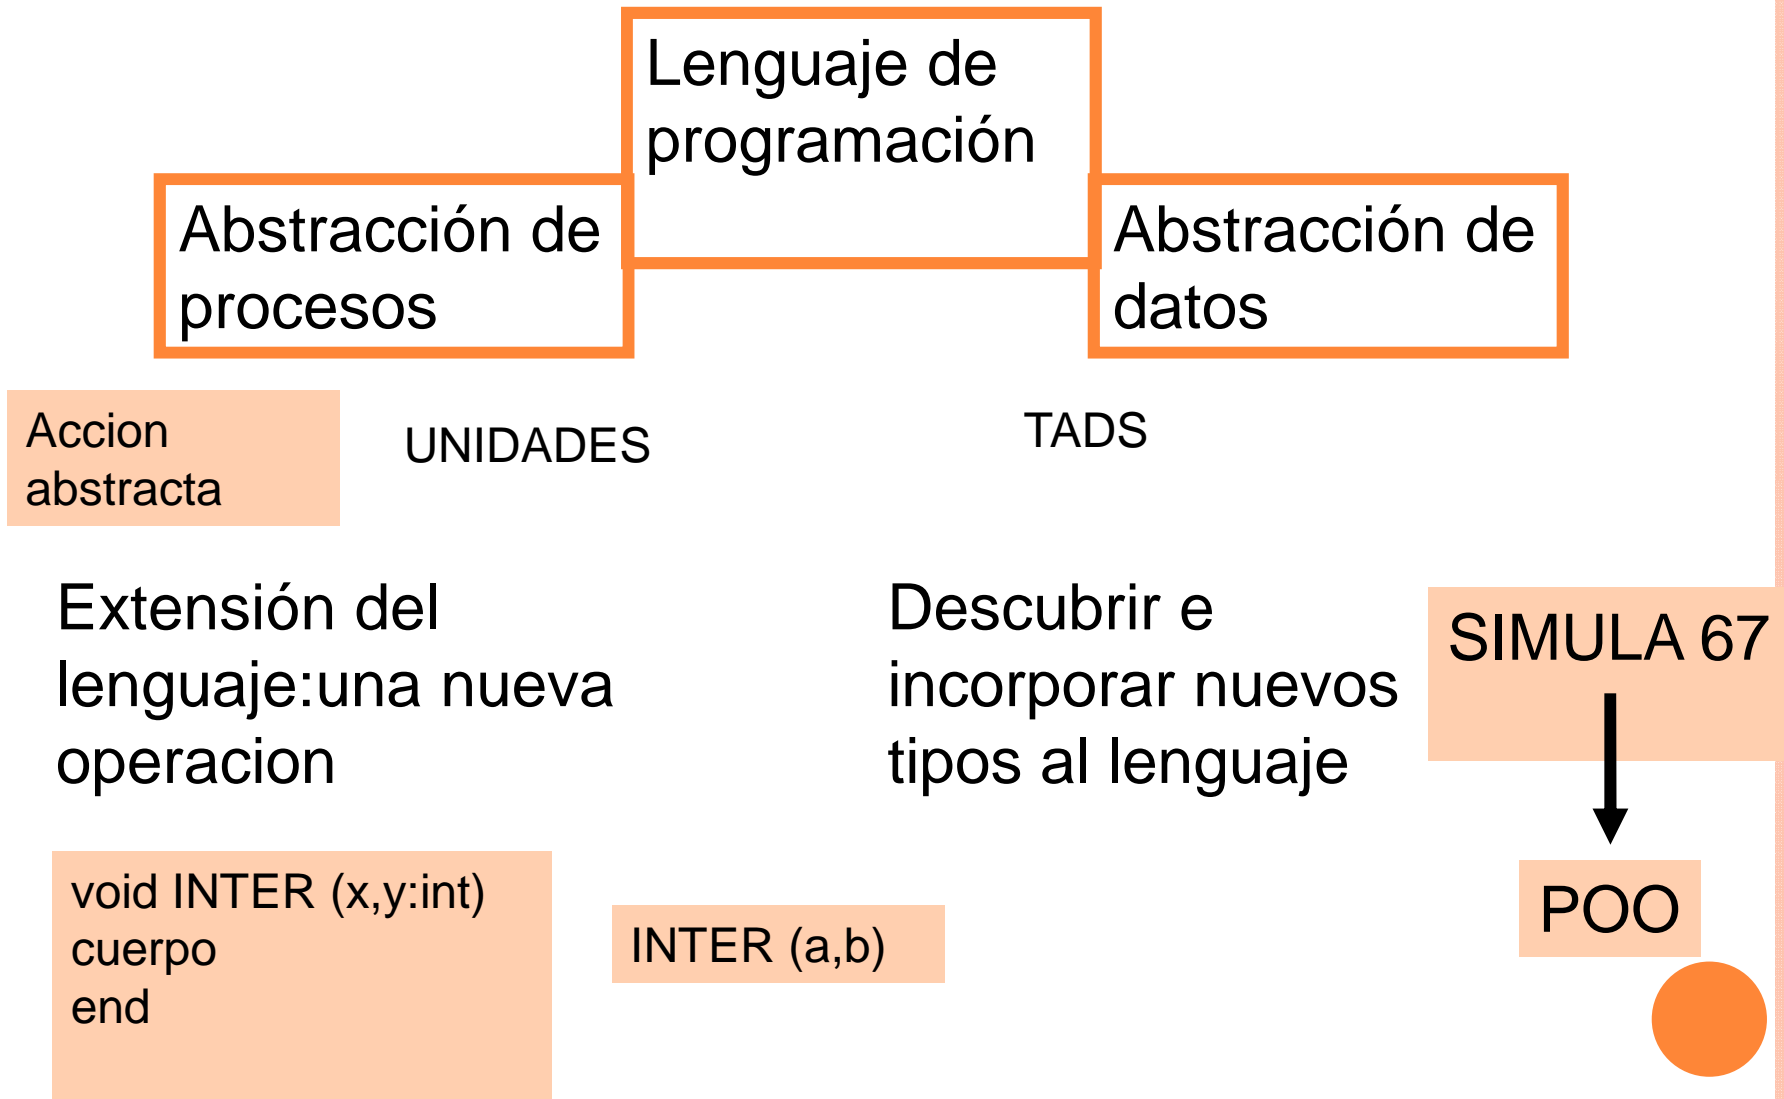 Lenguaje de
programación
Abstracción de
procesos
Abstracción de
datos
Accion
abstracta
UNIDADES
TADS
Extensión del
lenguaje:una nueva
operacion
Descubrir e
incorporar nuevos
tipos al lenguaje
SIMULA 67
POO
void INTER (x,y:int)
cuerpo
end
INTER (a,b)